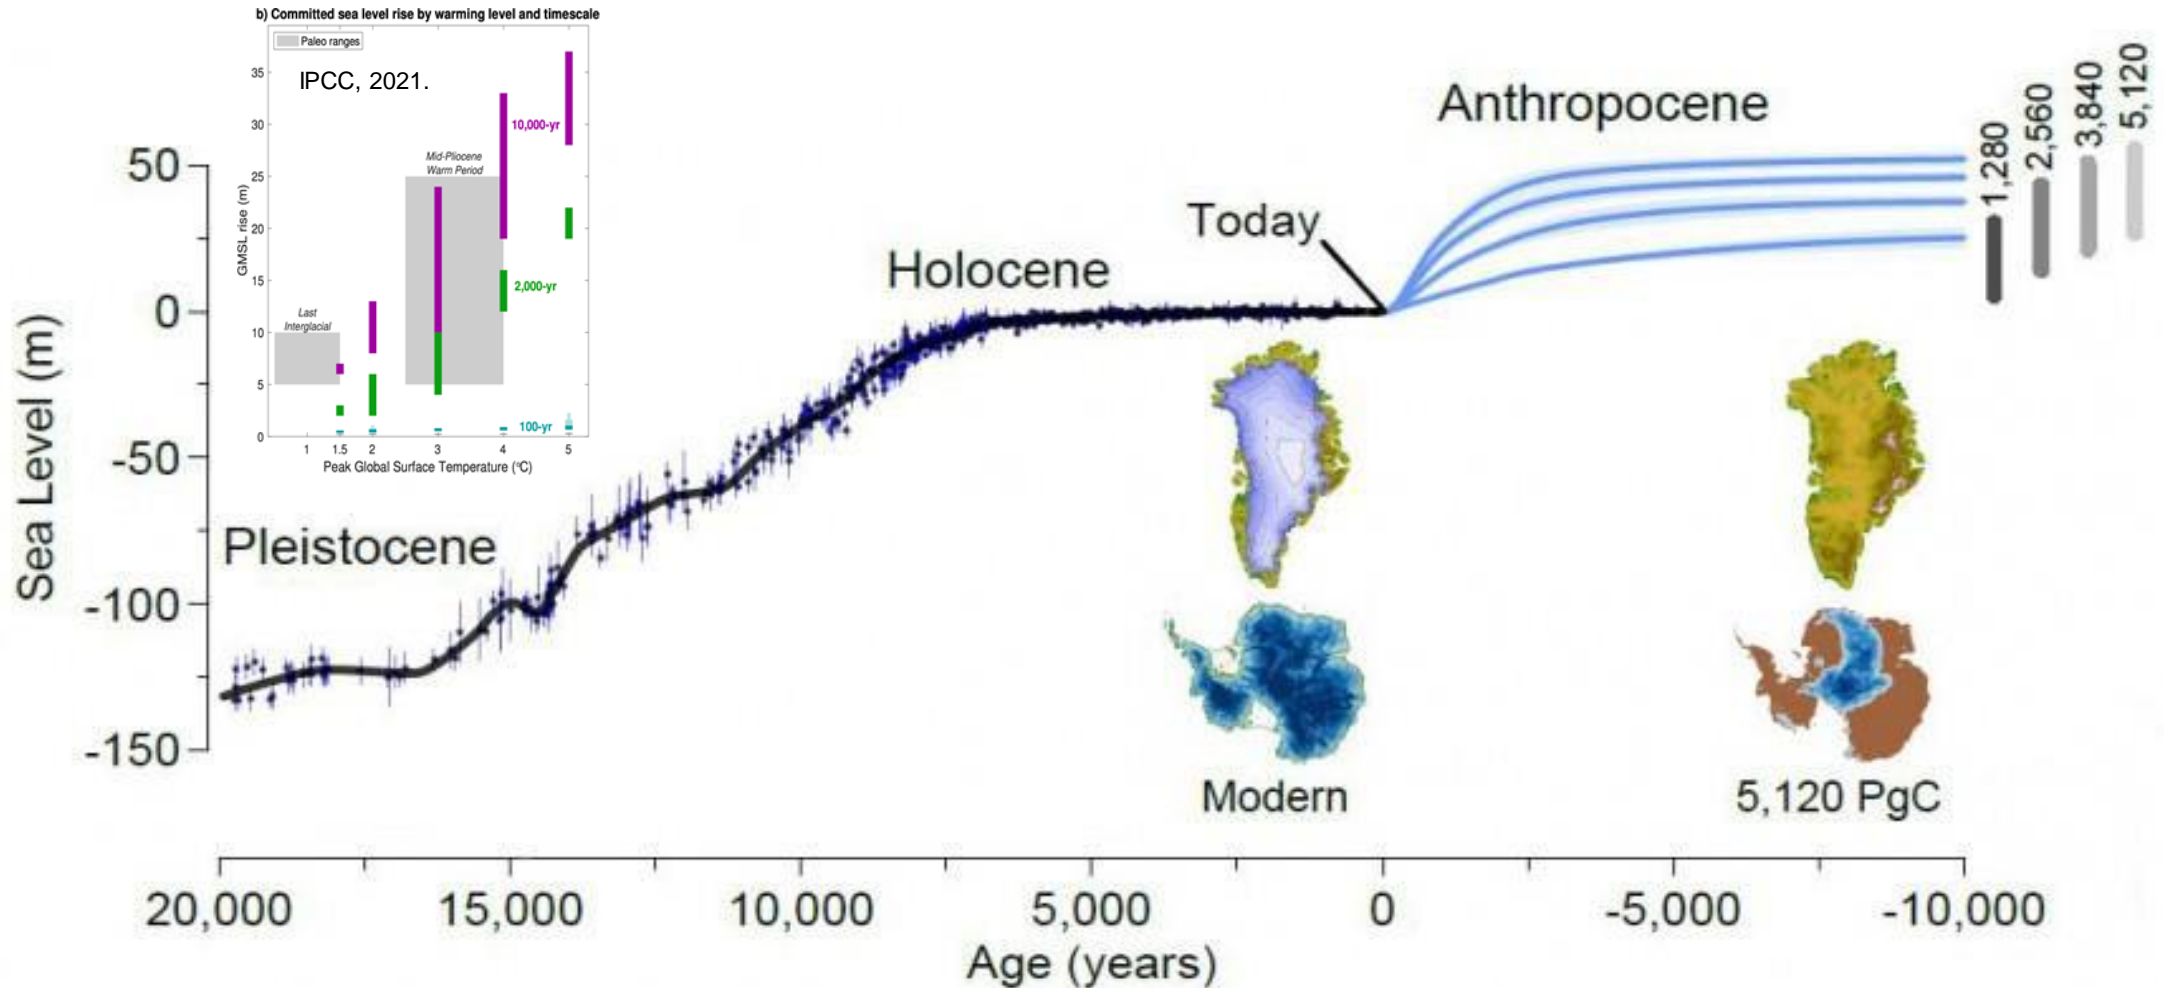 b) Committed sea level rise by warming level and timescale
Paleo ranges
IPCC, 2021.
35
30
25
20
15
10
5
0
GMSL rise (m)
10,000-yr
Mid-Pliocene
Warm Period
2,000-yr
Last
Interglacial
100-yr
1 1.5 2 3 4 5
Peak Global Surface Temperature (°C)
Anthropocene
1,280
2,560
3,840
5,120
Today
Holocene
Pleistocene
50
0
-50
-100
-150
Sea Level (m)
Modern
5,120 PgC
20,000 15,000 10,000 5,000 0 -5,000 -10,000
Age (years)